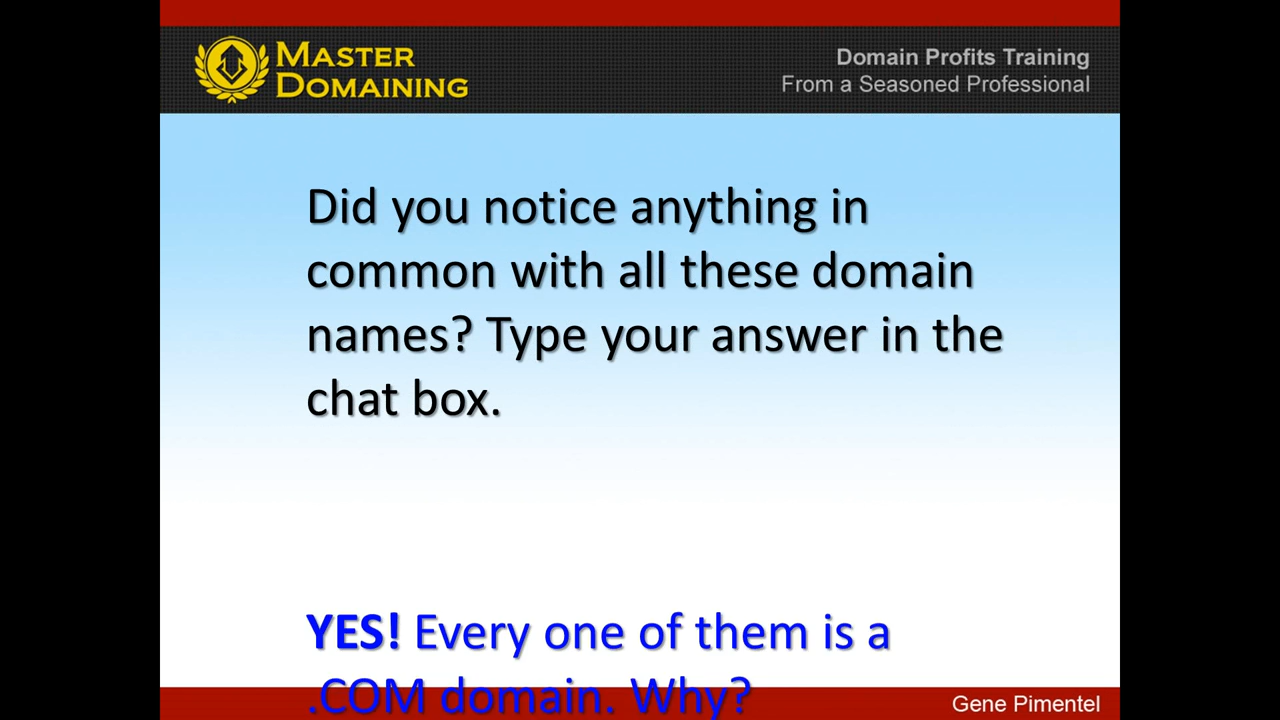 MASTER
DOMAINING
Domain Profits Training
From a Seasoned Professional
Did you notice anything in
common with all these domain
names? Type your answer in the
chat box.
YES! Every one of them is a
.COM domain. Why?
Gene Pimentel